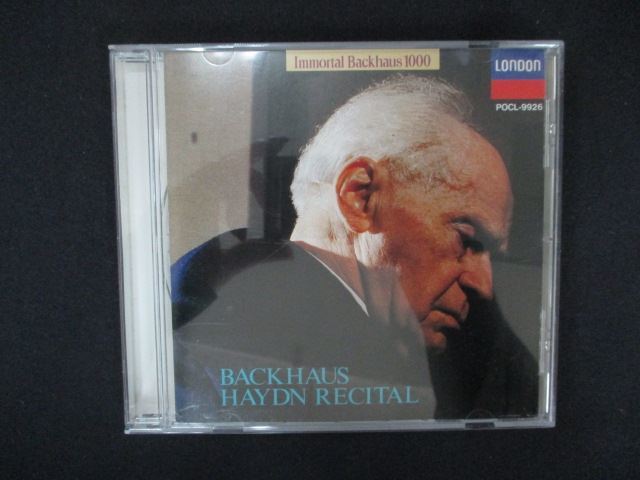 Immortal Backhaus 1000
LONDON
POCL-9926
BACKHAUS
HAYDN RECITAL